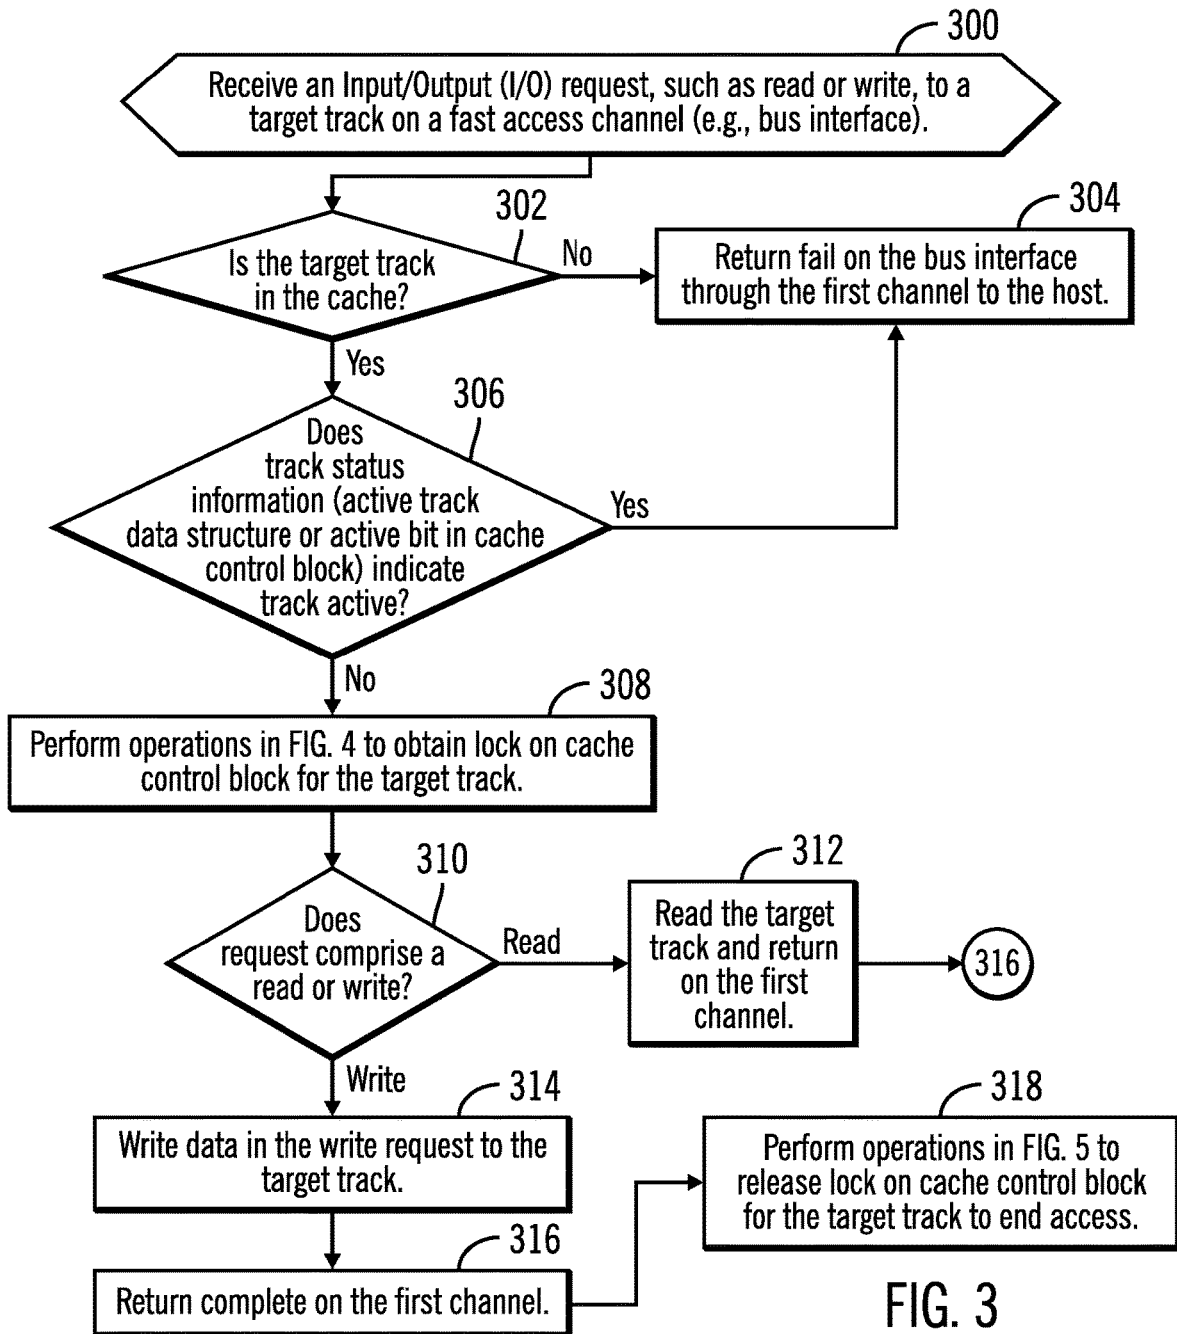 300
Receive an Input/Output (I/O) request, such as read or write, to a
target track on a fast access channel (e.g., bus interface).
302
Is the target track
in the cache?
No
304
Return fail on the bus interface
through the first channel to the host.
Yes
306
Does
track status
information (active track
data structure or active bit in cache
control block) indicate
track active?
Yes
No
308
Perform operations in FIG. 4 to obtain lock on cache
control block for the target track.
310
Does
request comprise a
read or write?
Read
312
Read the target
track and return
on the first
channel.
316
Write
314
Write data in the write request to the
target track.
316
Return complete on the first channel.
318
Perform operations in FIG. 5 to
release lock on cache control block
for the target track to end access.
FIG. 3